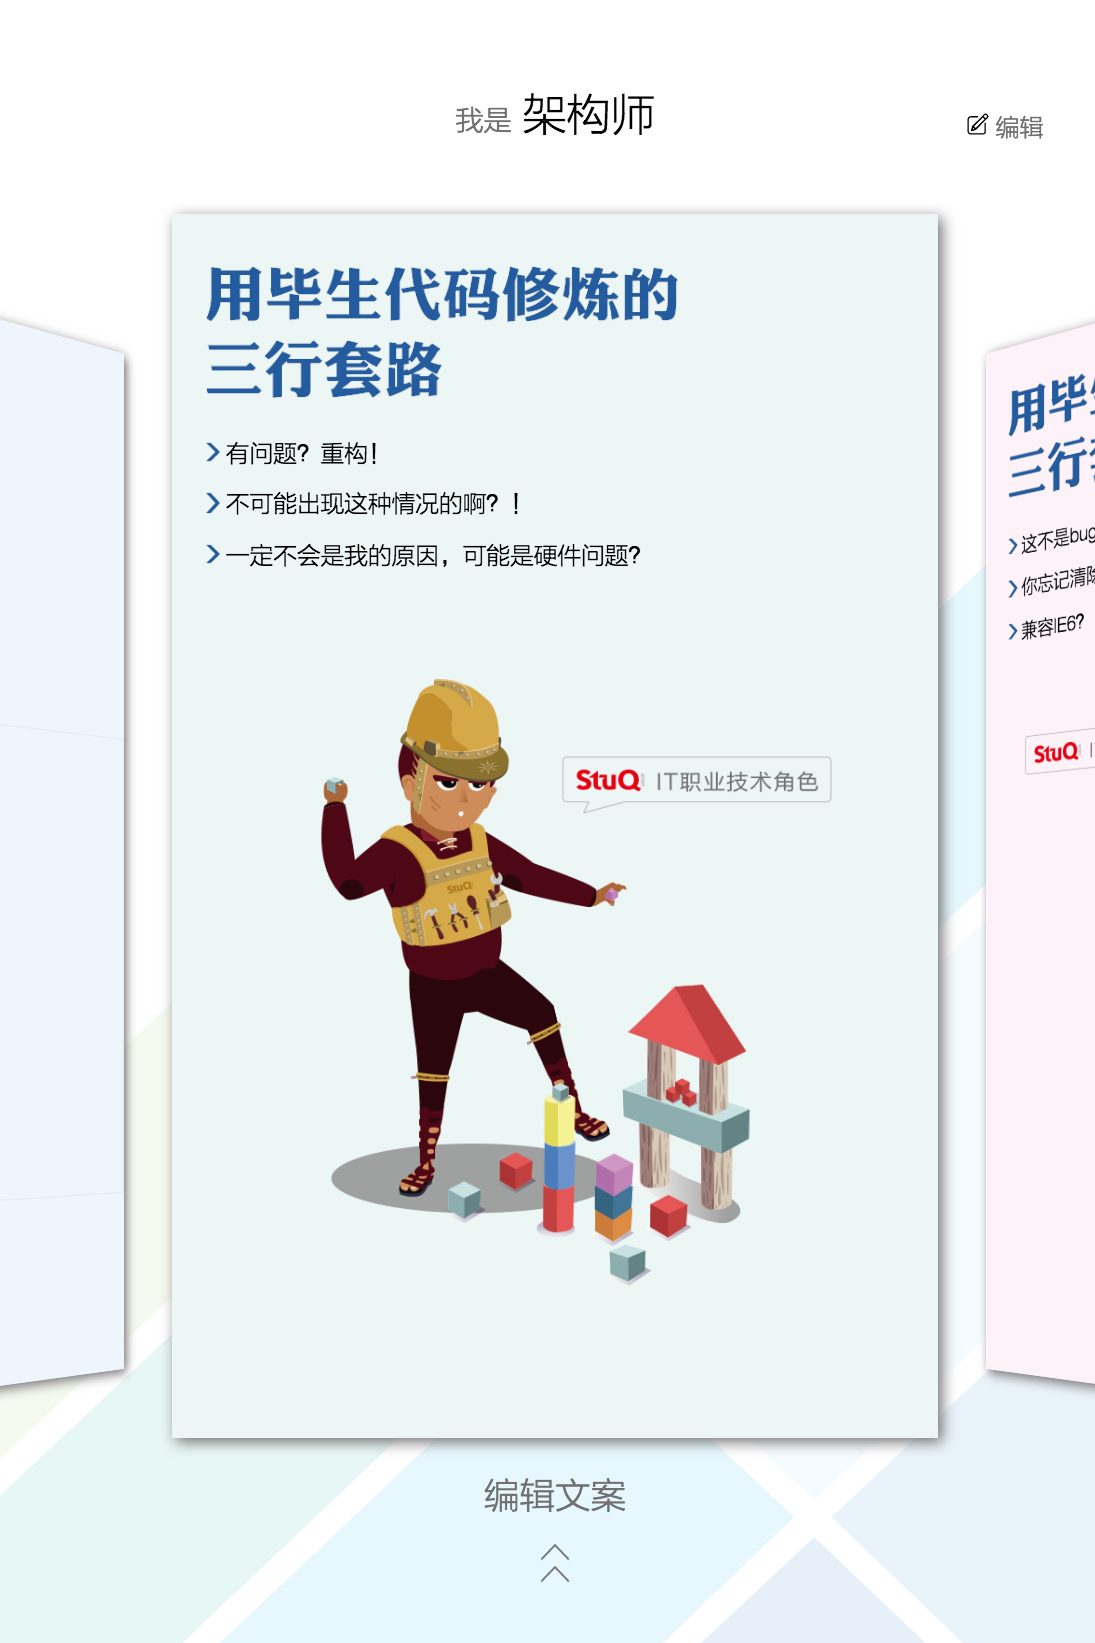 我是 架构师
编辑
用毕生代码修炼的
三行套路
有问题？重构！
不可能出现这种情况的啊？！
一定不会是我的原因，可能是硬件问题？
StuQ IT职业技术角色
StuQ
用毕
三行
这不是bug
你忘记清除
兼容IE6？
StuQ
编辑文案